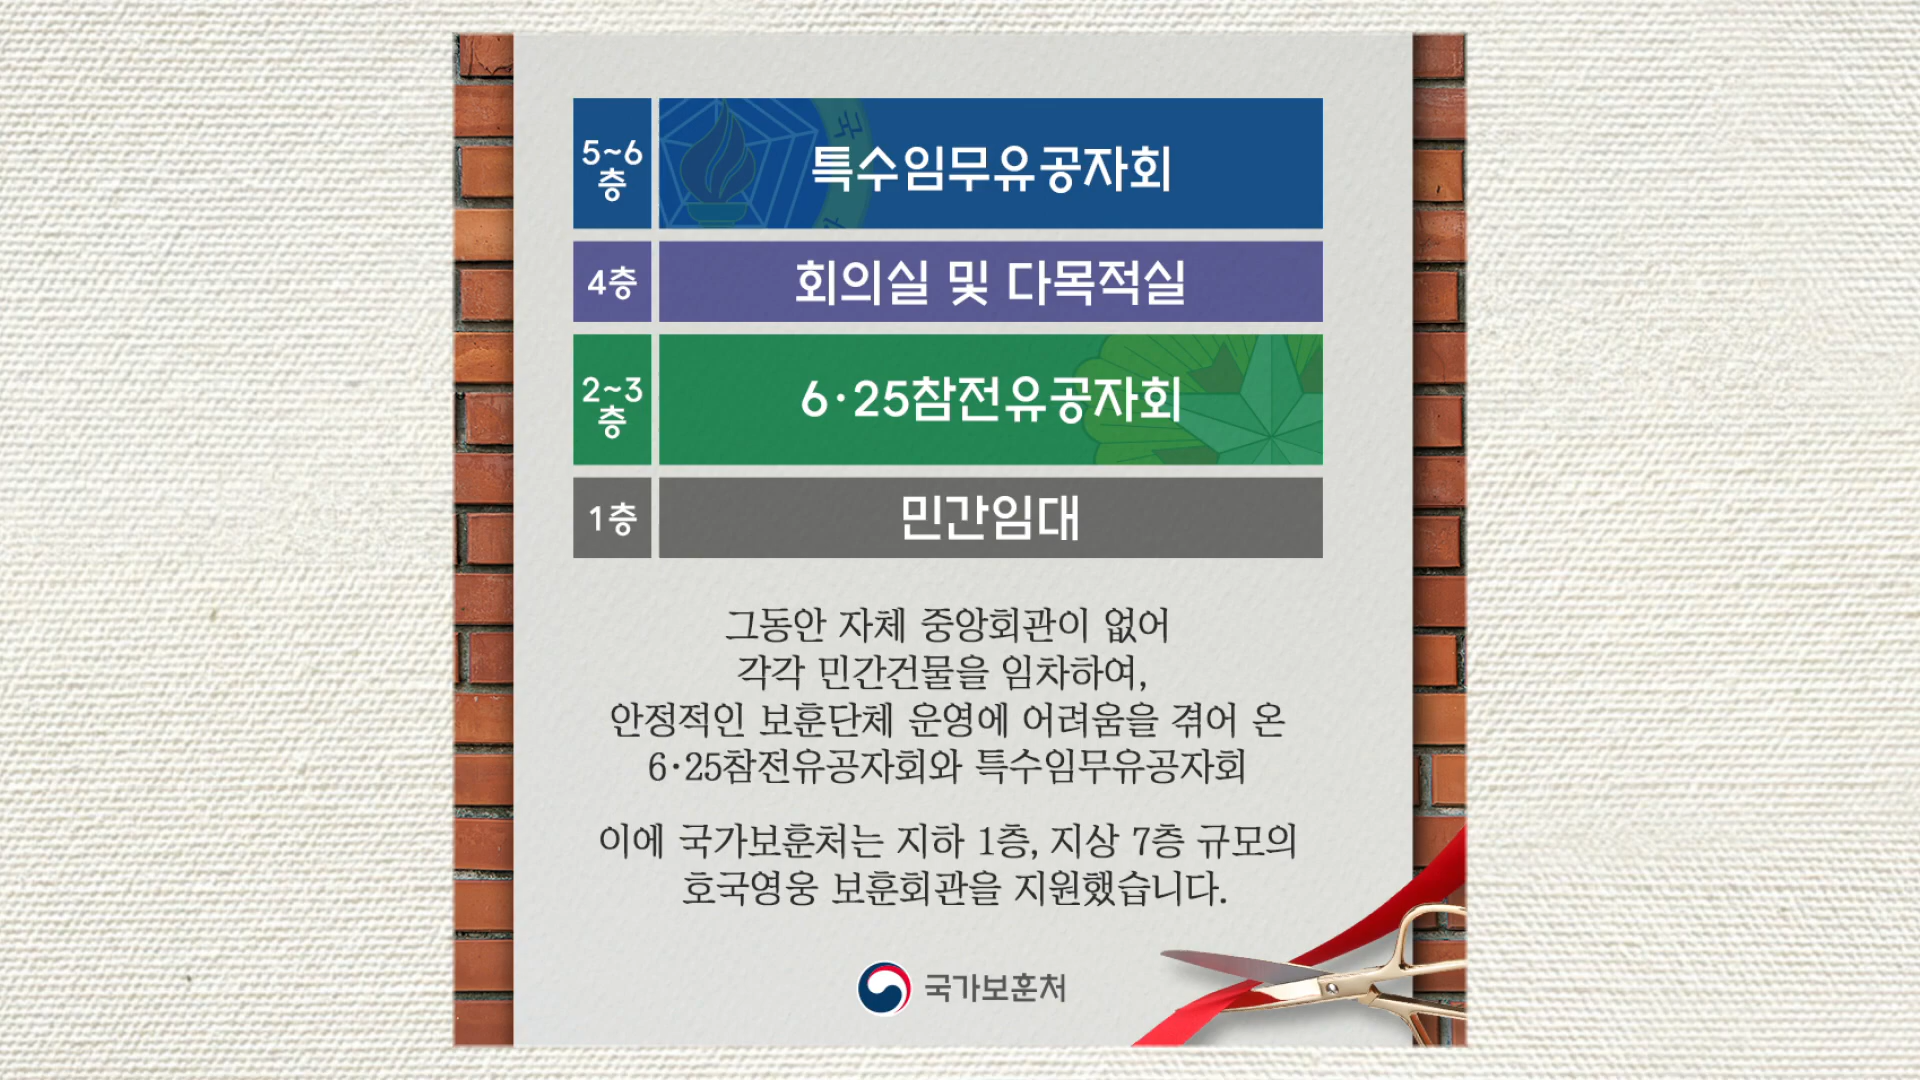 5~6
층
특수임무유공자회
4층
회의실 및 다목적실
2~3
층
6·25참전유공자회
1층
민간임대
그동안 자체 중앙회관이 없어
각각 민간건물을 임차하여,
안정적인 보훈단체 운영에 어려움을 겪어 온
6·25참전유공자회와 특수임무유공자회
이에 국가보훈처는 지하 1층, 지상 7층 규모의
호국영웅 보훈회관을 지원했습니다.
국가보훈처